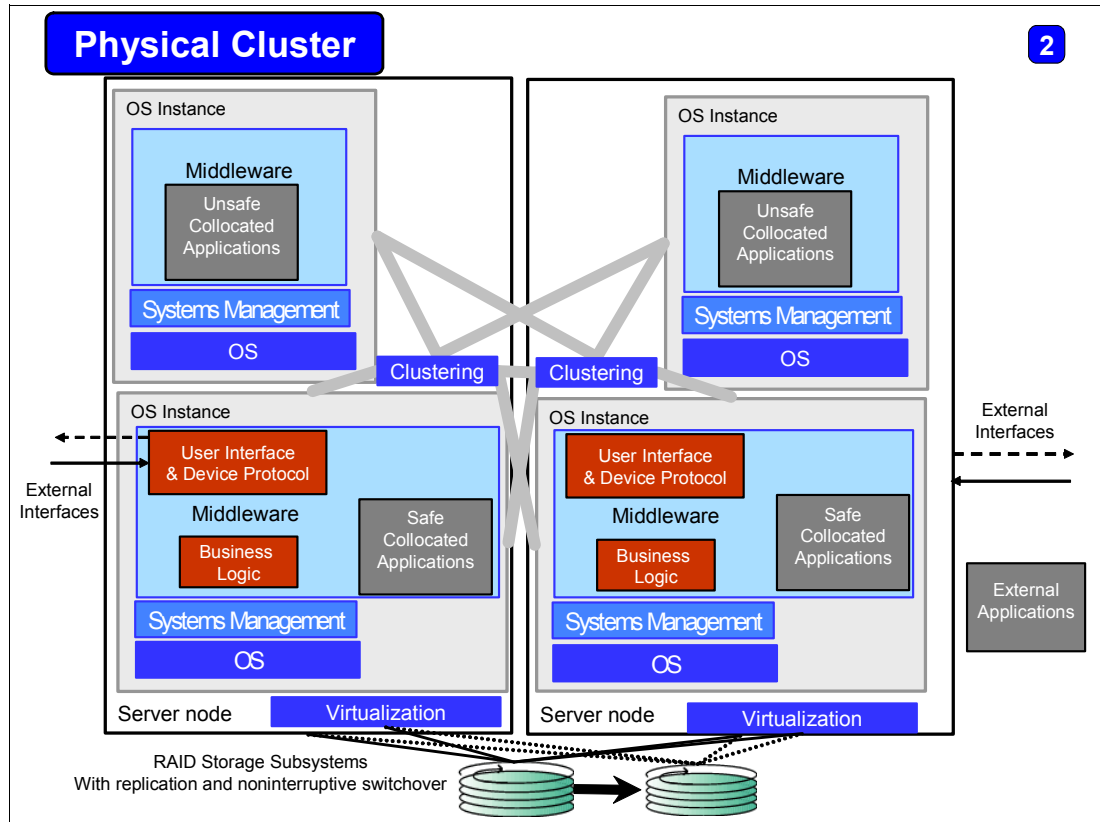 Physical Cluster
2
OS Instance
Middleware
Unsafe
Collocated
Applications
Systems Management
OS
OS Instance
Middleware
Unsafe
Collocated
Applications
Systems Management
OS
Clustering
Clustering
OS Instance
User Interface
& Device Protocol
Middleware
Business
Logic
Safe
Collocated
Applications
Systems Management
OS
Server node
Virtualization
OS Instance
User Interface
& Device Protocol
Middleware
Business
Logic
Safe
Collocated
Applications
Systems Management
OS
Server node
Virtualization
External
Interfaces
External
Interfaces
External
Applications
RAID Storage Subsystems
With replication and noninterruptive switchover